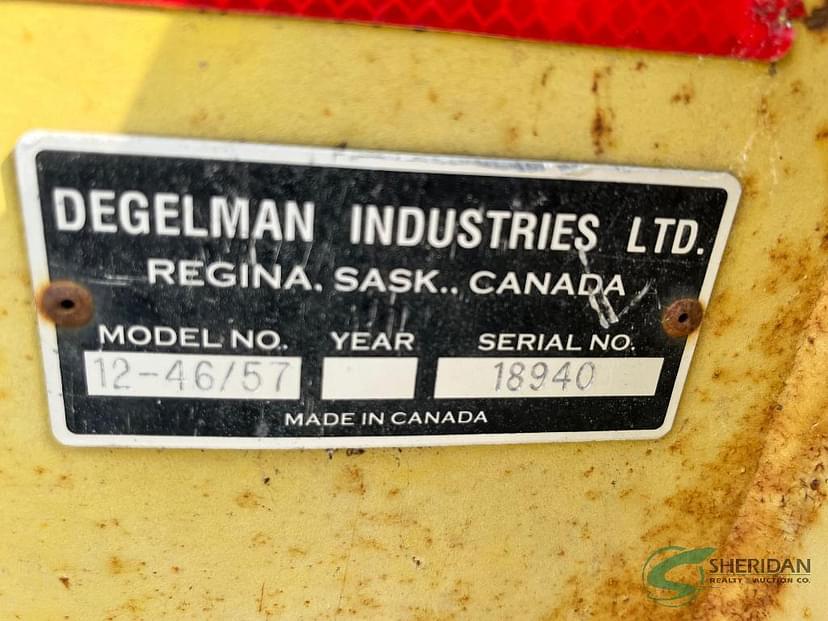 DEGELMAN INDUSTRIES LTD.
REGINA. SASK., CANADA
MODEL NO. YEAR SERIAL NO.
12-46/57 18940
MADE IN CANADA
SHERIDAN
REALTY & AUCTION CO.